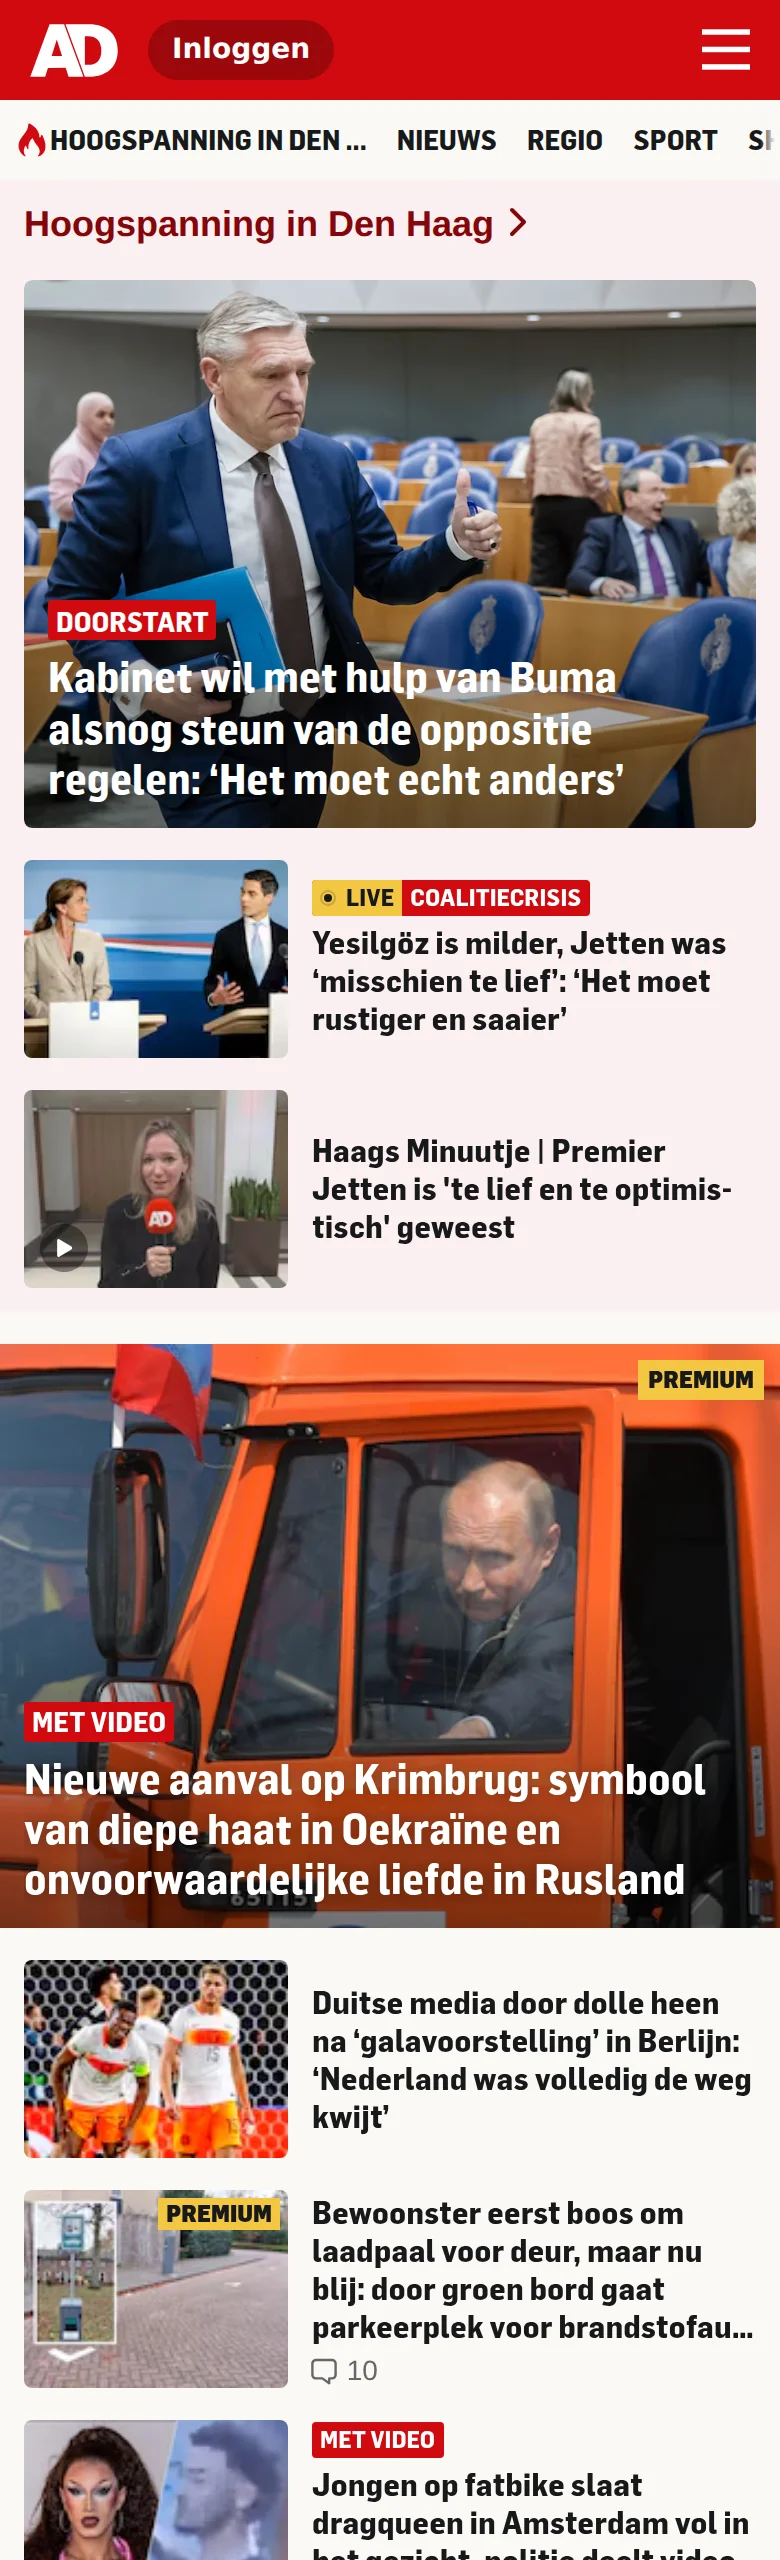 AD
Inloggen
HOOGSPANNING IN DEN ...
NIEUWS
REGIO
SPORT
Hoogspanning in Den Haag
DOORSTART
Kabinet wil met hulp van Buma
alsnog steun van de oppositie
regelen: ‘Het moet echt anders’
LIVE
COALITIECRISIS
Yesilgöz is milder, Jetten was
‘misschien te lief’: ‘Het moet
rustiger en saaier’
AD
Haags Minuutje | Premier
Jetten is 'te lief en te optimis-
tisch' geweest
PREMIUM
MET VIDEO
Nieuwe aanval op Krimbrug: symbool
van diepe haat in Oekraïne en
onvoorwaardelijke liefde in Rusland
Duitse media door dolle heen
na ‘galavoorstelling’ in Berlijn:
‘Nederland was volledig de weg
kwijt’
PREMIUM
Bewoonster eerst boos om
laadpaal voor deur, maar nu
blij: door groen bord gaat
parkeerplek voor brandstofau...
10
MET VIDEO
Jongen op fatbike slaat
dragqueen in Amsterdam vol in
het gezicht, politie deelt video